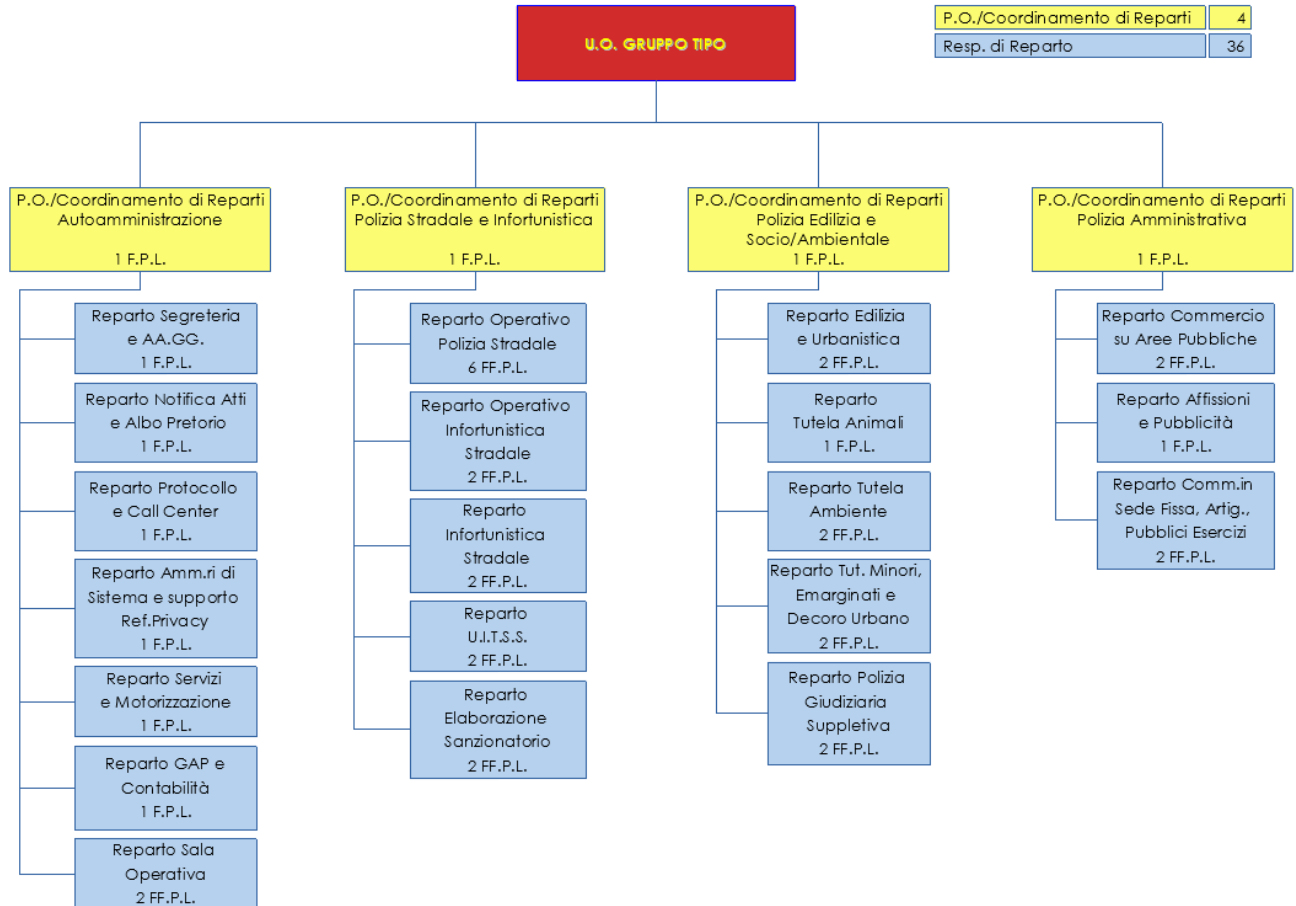 U.O. GRUPPO TIPO
P.O./Coordinamento di Reparti 4
Resp. di Reparto 36
P.O./Coordinamento di Reparti
Autoamministrazione
1 F.P.L.
Reparto Segreteria
e AA.GG.
1 F.P.L.
Reparto Notifica Atti
e Albo Pretorio
1 F.P.L.
Reparto Protocollo
e Call Center
1 F.P.L.
Reparto Amm.ri di
Sistema e supporto
Ref.Privacy
1 F.P.L.
Reparto Servizi
e Motorizzazione
1 F.P.L.
Reparto GAP e
Contabilità
1 F.P.L.
Reparto Sala
Operativa
2 FF.P.L.
P.O./Coordinamento di Reparti
Polizia Stradale e Infortunistica
1 F.P.L.
Reparto Operativo
Polizia Stradale
6 FF.P.L.
Reparto Operativo
Infortunistica
Stradale
2 FF.P.L.
Reparto
Infortunistica
Stradale
2 FF.P.L.
Reparto
U.I.T.S.S.
2 FF.P.L.
Reparto
Elaborazione
Sanzionatorio
2 FF.P.L.
P.O./Coordinamento di Reparti
Polizia Edilizia e
Socio/Ambientale
1 F.P.L.
Reparto Edilizia
e Urbanistica
2 FF.P.L.
Reparto
Tutela Animali
1 F.P.L.
Reparto Tutela
Ambiente
2 FF.P.L.
Reparto Tut. Minori,
Emarginati e
Decoro Urbano
2 FF.P.L.
Reparto Polizia
Giudiziaria
Suppletiva
2 FF.P.L.
P.O./Coordinamento di Reparti
Polizia Amministrativa
1 F.P.L.
Reparto Commercio
su Aree Pubbliche
2 FF.P.L.
Reparto Affissioni
e Pubblicità
1 F.P.L.
Reparto Comm.in
Sede Fissa, Artig.,
Pubblici Esercizi
2 FF.P.L.